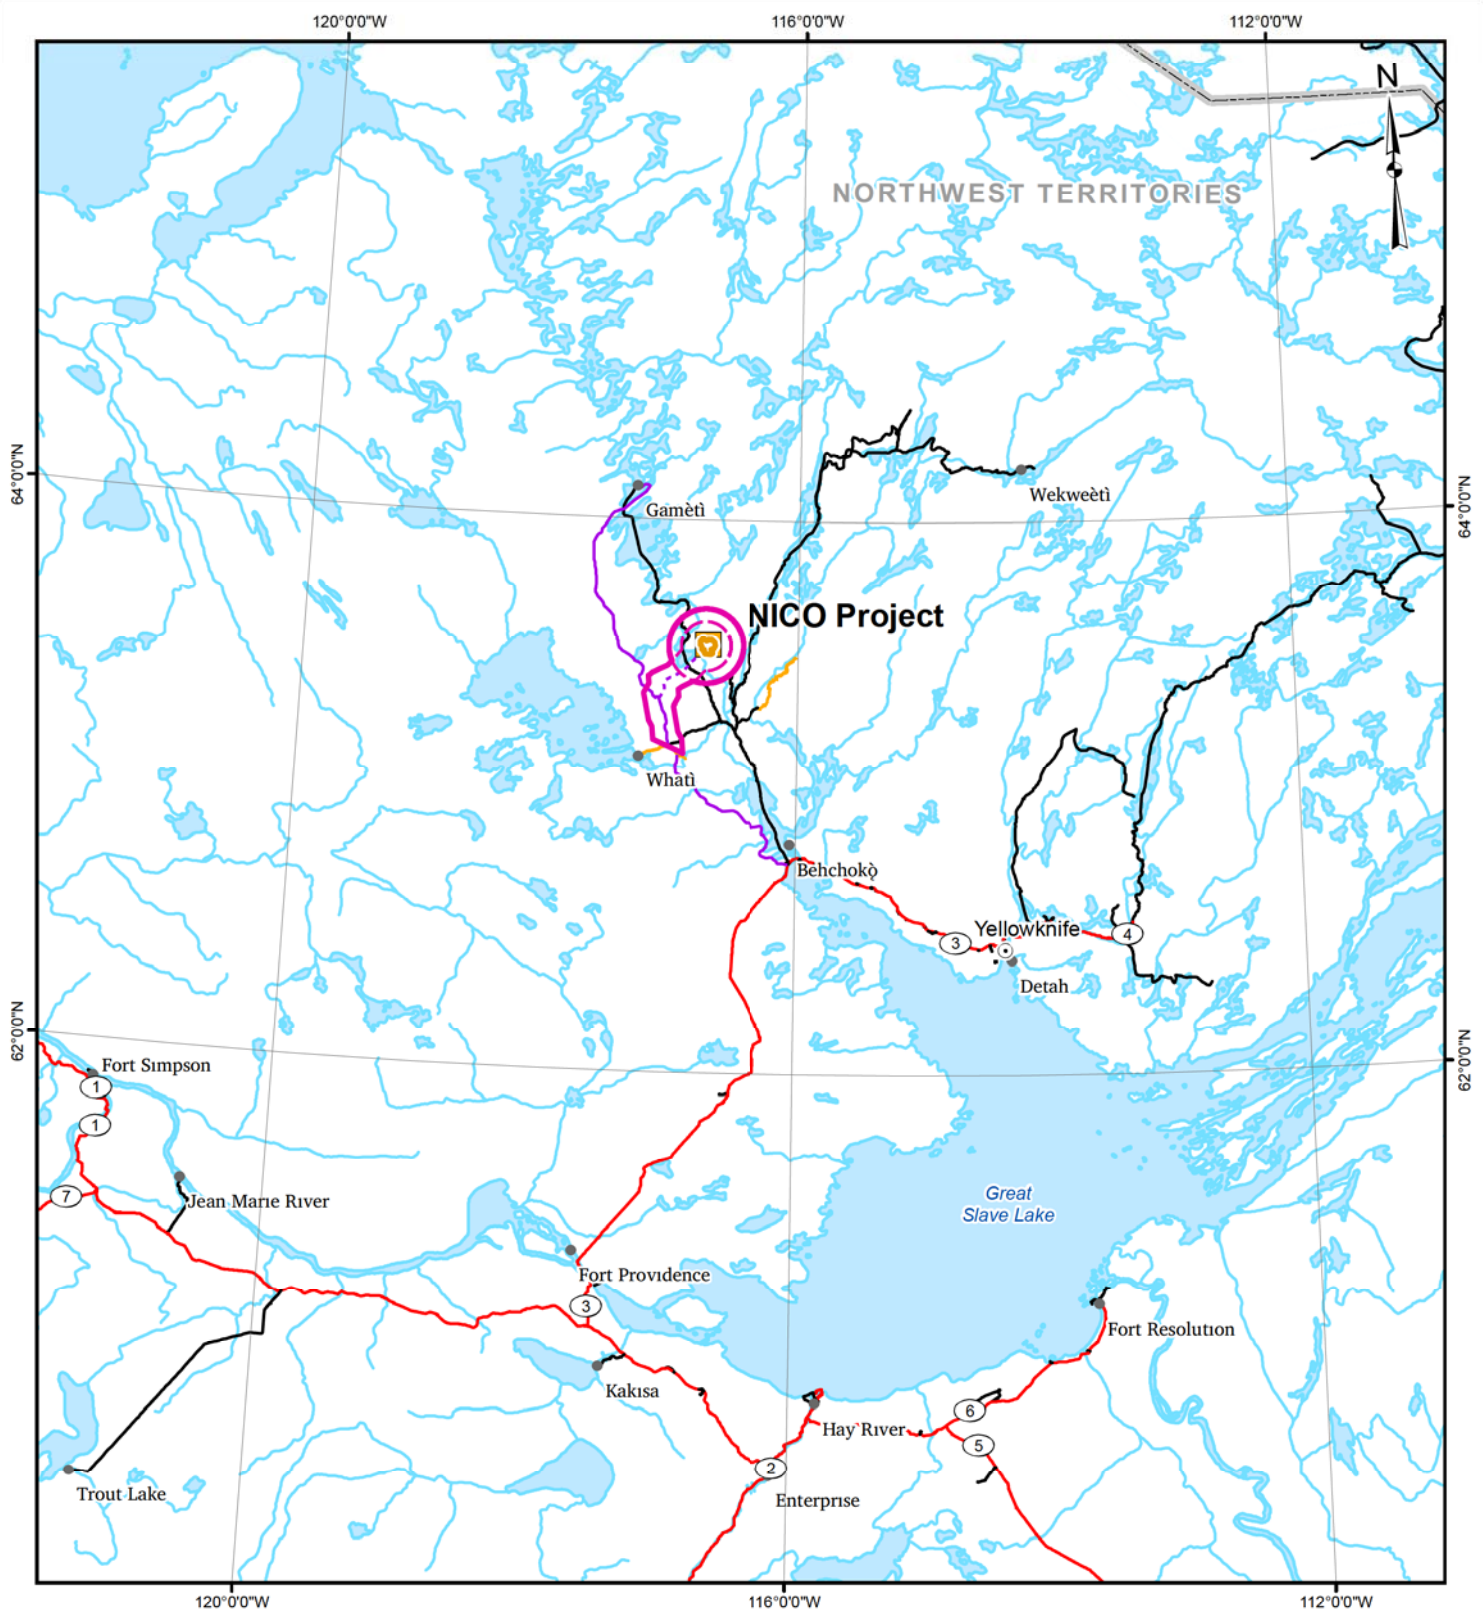 120°0'0"W
116°0'0"W
112°0'0"W
N
NORTHWEST TERRITORIES
64°0'0"N
Gamètì
Wekweètì
64°0'0"N
NICO Project
Whatì
Behchokọ̀
Yellowknife
3
4
Detah
62°0'0"N
62°0'0"N
Fort Simpson
1
1
7
Jean Marie River
Great
Slave Lake
Fort Providence
3
Fort Resolution
Kakısa
6
Hay River
5
2
Trout Lake
Enterprise
120°0'0"W
116°0'0"W
112°0'0"W